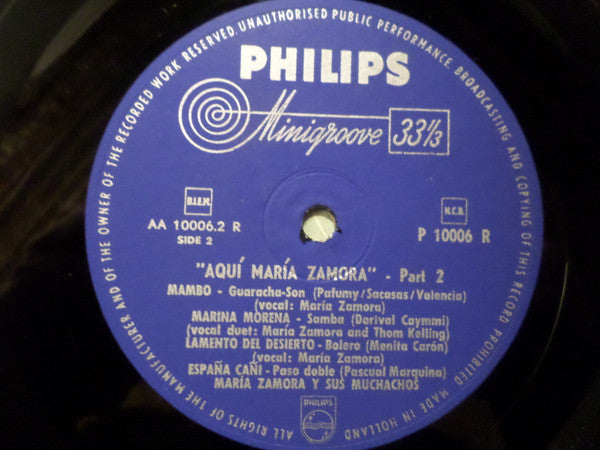 ALL RIGHTS OF THE MANUFACTURER AND OF THE OWNER OF THE RECORDED WORK RESERVED. UNAUTHORISED PUBLIC PERFORMANCE, BROADCASTING AND COPYING OF THIS RECORD PROHIBITED MADE IN HOLLAND
PHILIPS
Minigroove 33⅓
B.I.E.M. N.C.B.
AA 10006.2 R P 10006 R
SIDE 2
"AQUÍ MARÍA ZAMORA" - Part 2
MAMBO - Guaracha-Son (Pafumy/Sacasas/Valencia)
(vocal: María Zamora)
MARINA MORENA - Samba (Dorival Caymmi)
(vocal duet: María Zamora and Thom Kelling)
LAMENTO DEL DESIERTO - Bolero (Menita Carón)
(vocal: María Zamora)
ESPAÑA CAÑI - Paso doble (Pascual Marquina)
MARÍA ZAMORA Y SUS MUCHACHOS
PHILIPS